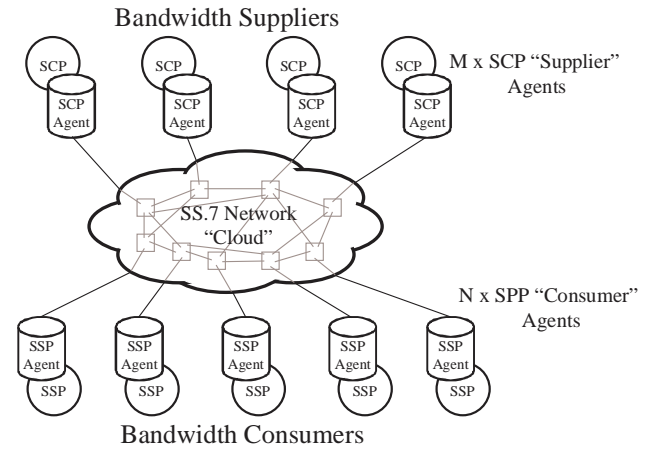 Bandwidth Suppliers
SCP
SCP
SCP
SCP
M x SCP “Supplier”
Agents
SCP
Agent
SCP
Agent
SCP
Agent
SCP
Agent
SS.7 Network
“Cloud”
N x SPP “Consumer”
Agents
SSP
Agent
SSP
Agent
SSP
Agent
SSP
Agent
SSP
Agent
SSP
SSP
SSP
SSP
SSP
Bandwidth Consumers